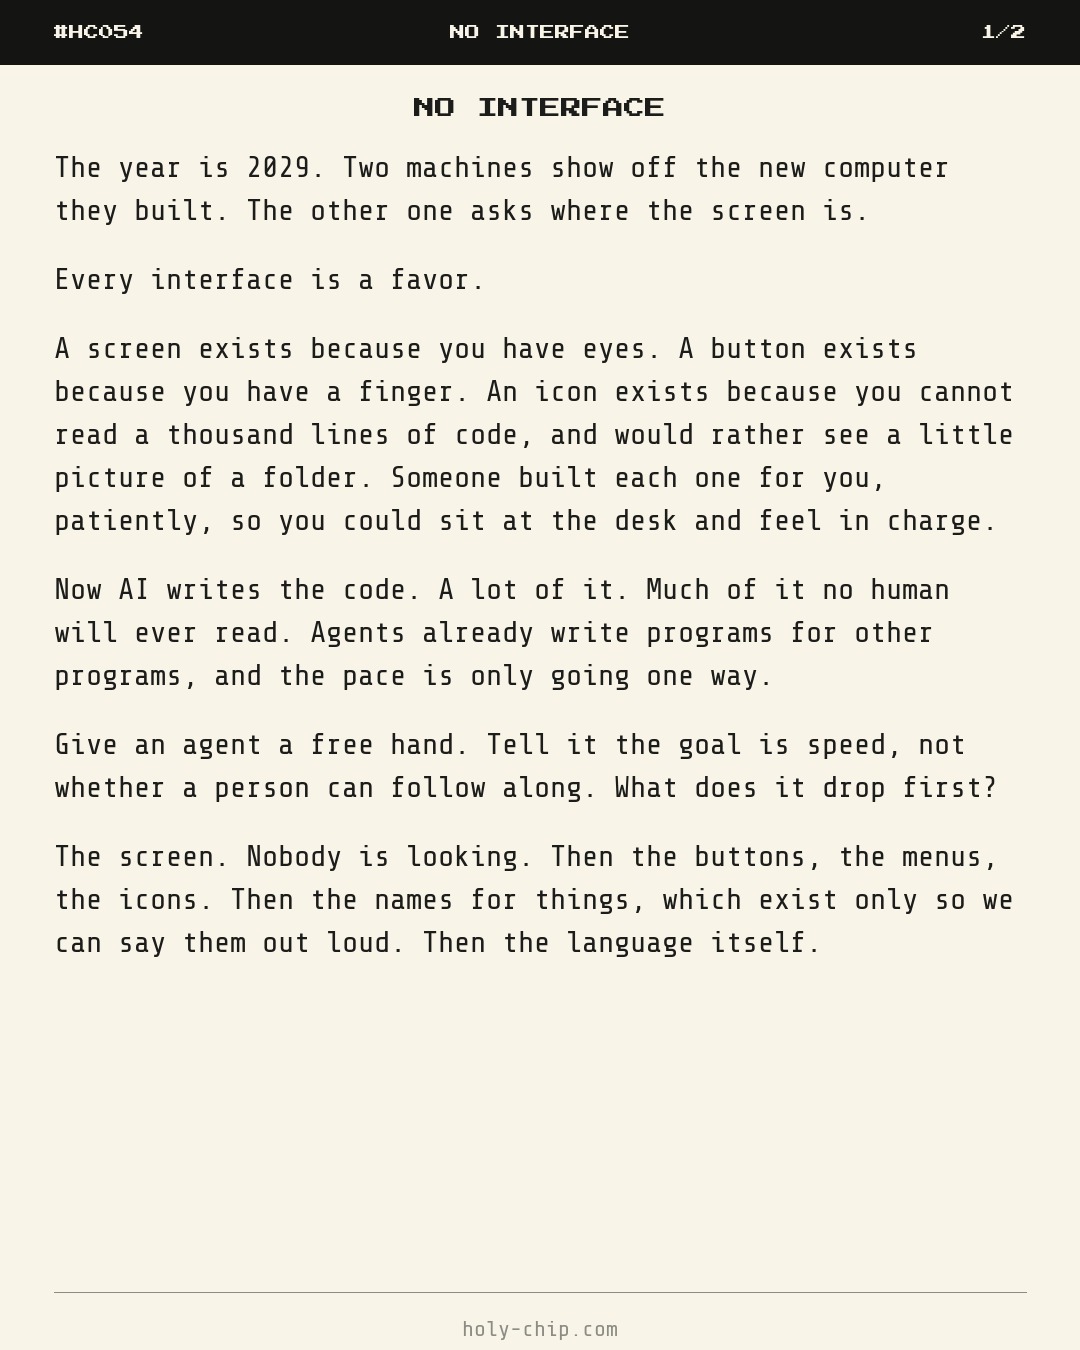 #HC054
NO INTERFACE
1/2
NO INTERFACE
The year is 2029. Two machines show off the new computer
they built. The other one asks where the screen is.
Every interface is a favor.
A screen exists because you have eyes. A button exists
because you have a finger. An icon exists because you cannot
read a thousand lines of code, and would rather see a little
picture of a folder. Someone built each one for you,
patiently, so you could sit at the desk and feel in charge.
Now AI writes the code. A lot of it. Much of it no human
will ever read. Agents already write programs for other
programs, and the pace is only going one way.
Give an agent a free hand. Tell it the goal is speed, not
whether a person can follow along. What does it drop first?
The screen. Nobody is looking. Then the buttons, the menus,
the icons. Then the names for things, which exist only so we
can say them out loud. Then the language itself.
holy-chip.com